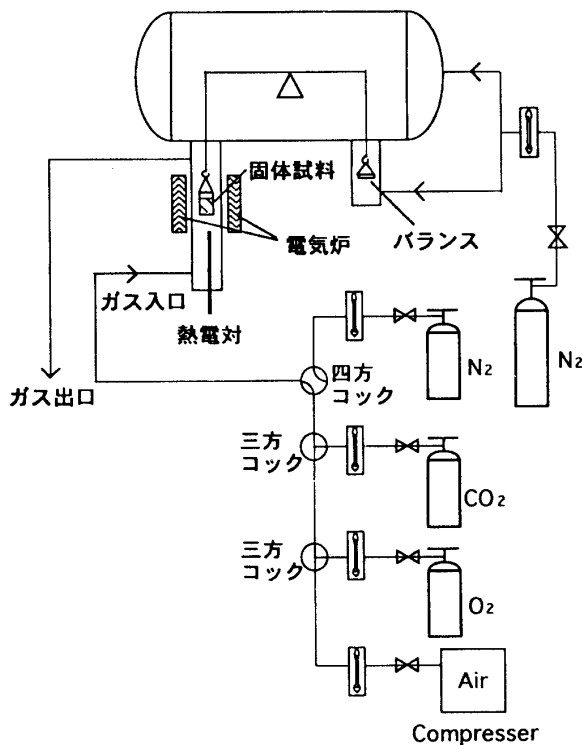 固体試料
バランス
電気炉
ガス入口
熱電対
N2
N2
ガス出口
四方
コック
三方
コック
CO2
三方
コック
O2
Air
Compresser